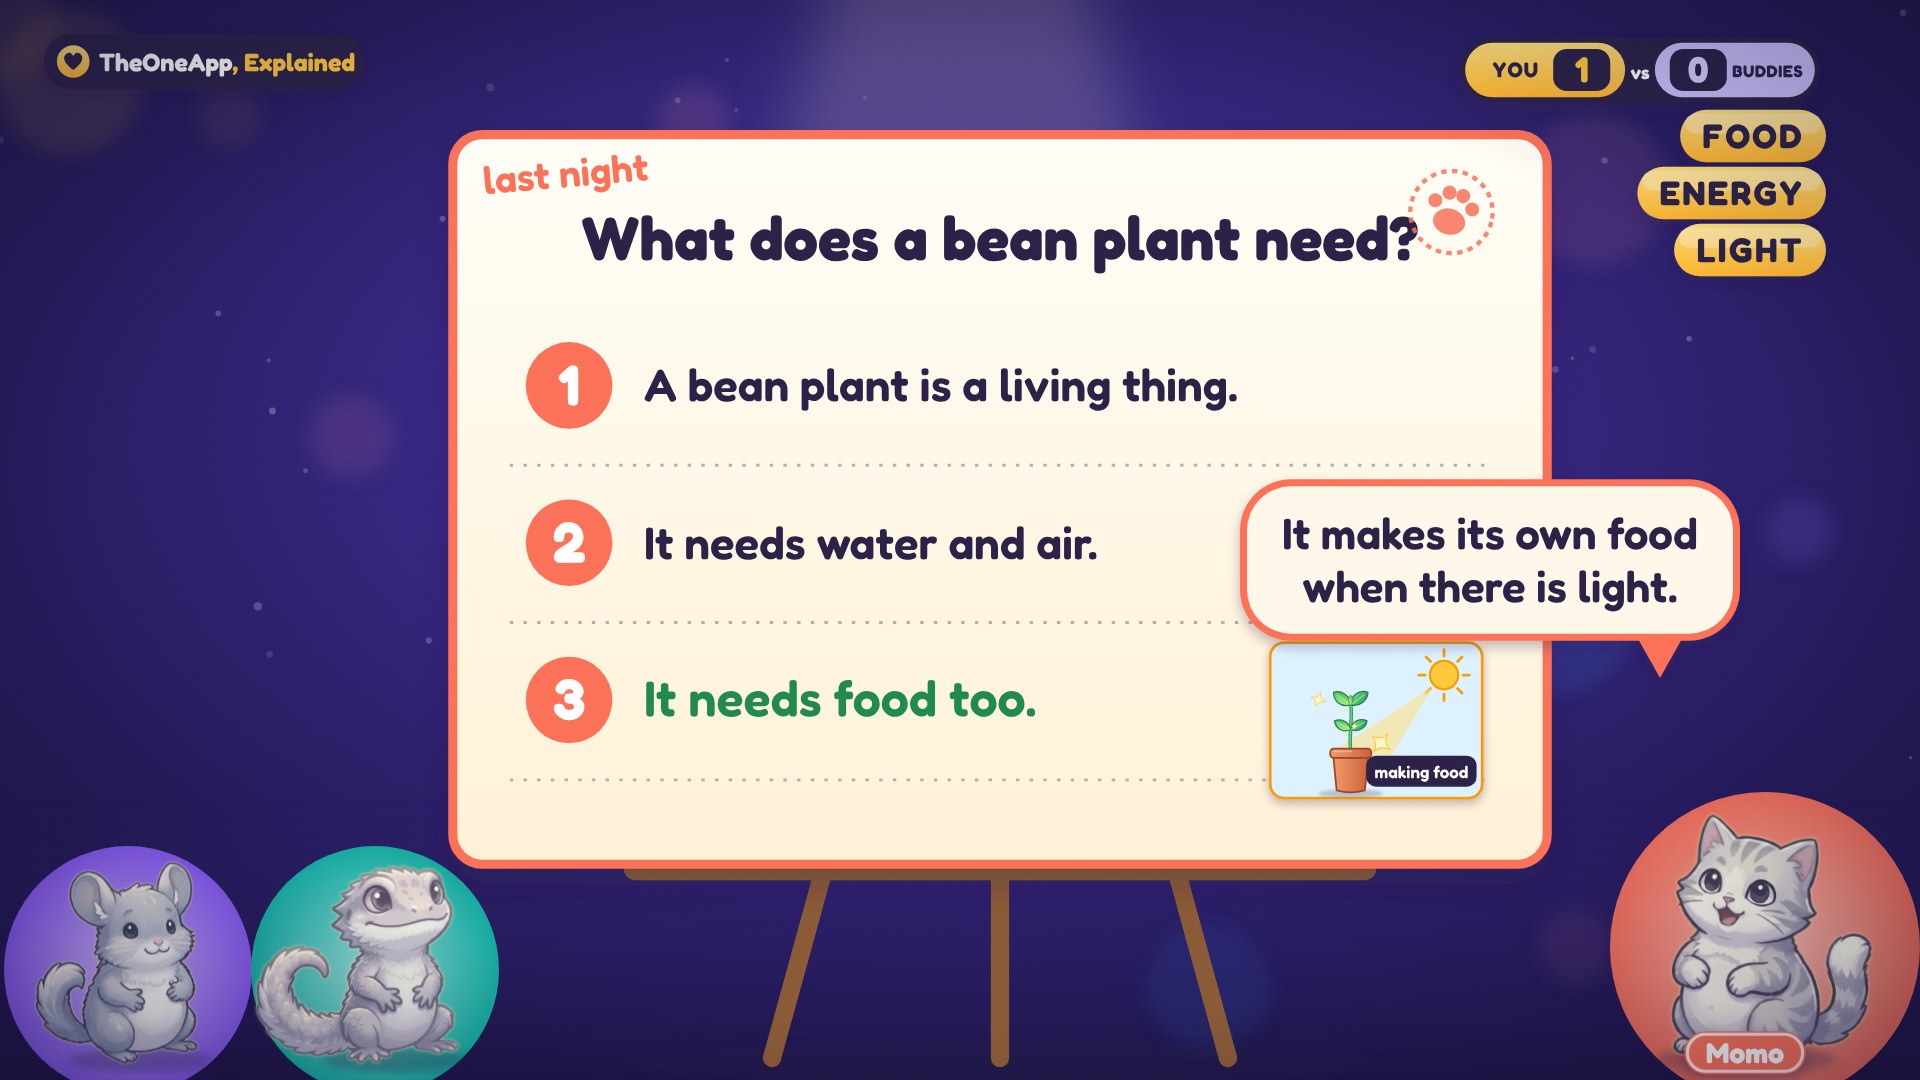 TheOneApp, Explained
YOU 1 vs 0 BUDDIES
FOOD
ENERGY
LIGHT
last night
What does a bean plant need?
1 A bean plant is a living thing.
2 It needs water and air.
It makes its own food
when there is light.
3 It needs food too.
making food
Momo